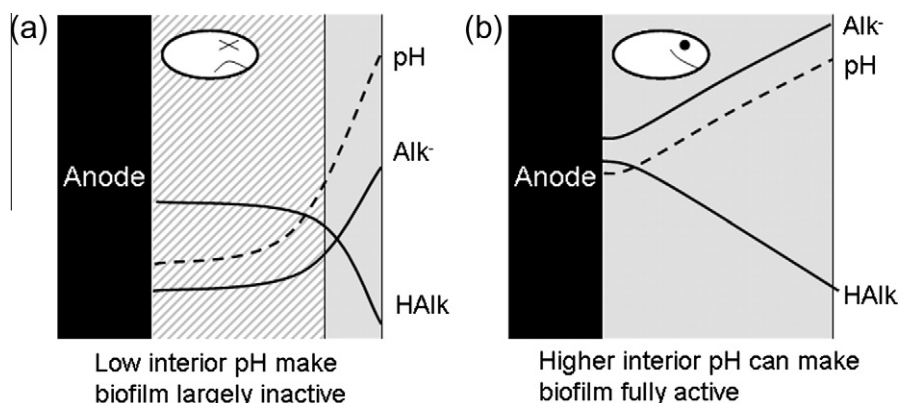 (a)
Anode
pH
Alk-
HAlk
Low interior pH make
biofilm largely inactive
(b)
Anode
Alk-
pH
HAlk
Higher interior pH can make
biofilm fully active